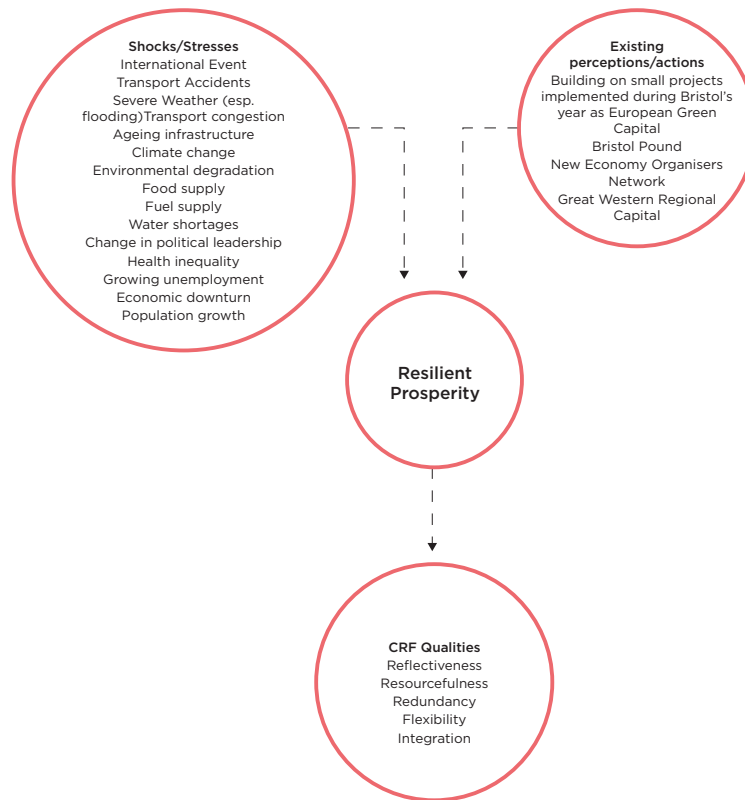 Shocks/Stresses
International Event
Transport Accidents
Severe Weather (esp.
flooding)Transport congestion
Ageing infrastructure
Climate change
Environmental degradation
Food supply
Fuel supply
Water shortages
Change in political leadership
Health inequality
Growing unemployment
Economic downturn
Population growth
Existing
perceptions/actions
Building on small projects
implemented during Bristol's
year as European Green
Capital
Bristol Pound
New Economy Organisers
Network
Great Western Regional
Capital
Resilient
Prosperity
CRF Qualities
Reflectiveness
Resourcefulness
Redundancy
Flexibility
Integration